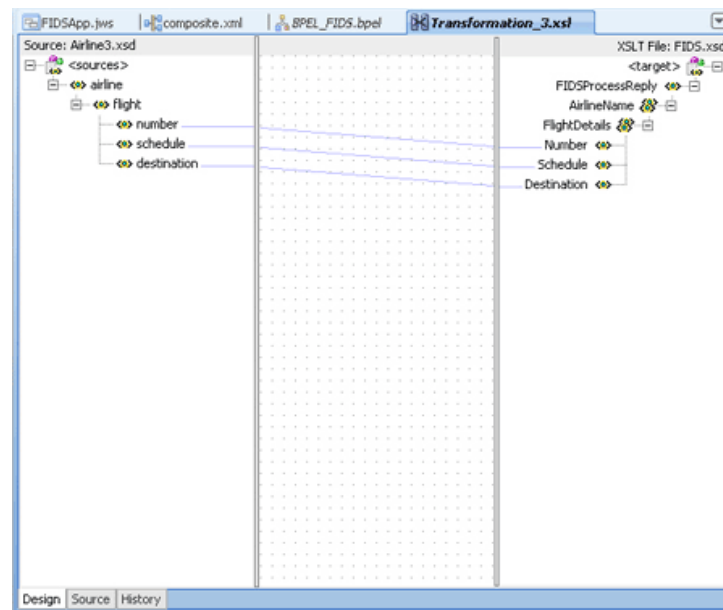 FIDSApp.jws composite.xml BPEL_FIDS.bpel Transformation_3.xsl
Source: Airline3.xsd XSLT File: FIDS.xsd
<sources> <target>
airline FIDSProcessReply
flight AirlineName
number FlightDetails
schedule Number
destination Schedule
Destination
Design Source History